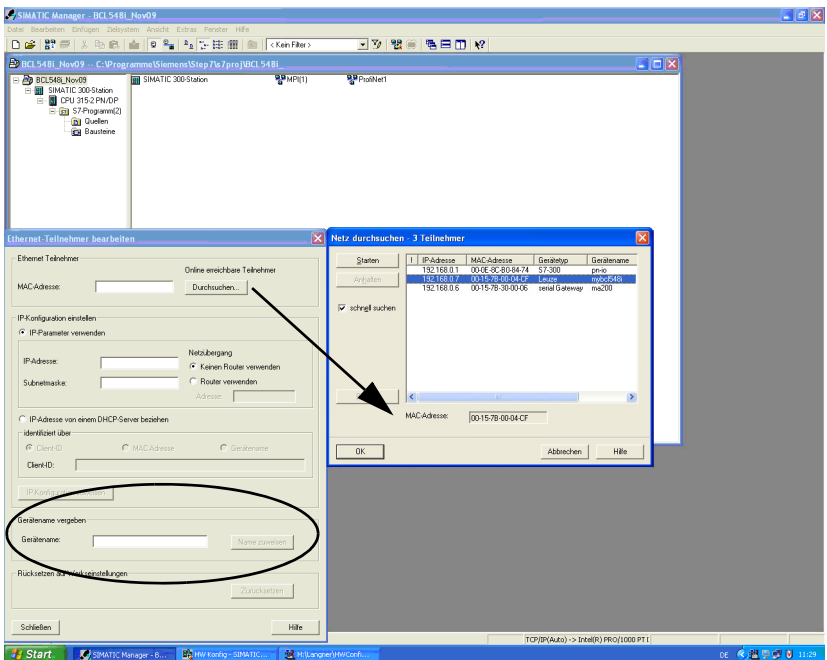 SIMATIC Manager - BCL548i_Nov09
Datei Bearbeiten Einfügen Zielsystem Ansicht Extras Fenster Hilfe
< Kein Filter >
BCL548i_Nov09 -- C:\Programme\Siemens\Step7\s7proj\BCL548i_
BCL548i_Nov09
SIMATIC 300-Station
CPU 315-2 PN/DP
S7-Programm(2)
Quellen
Bausteine
SIMATIC 300-Station
MPI(1)
ProfiNet1
Ethernet-Teilnehmer bearbeiten
Ethernet Teilnehmer
Online erreichbare Teilnehmer
MAC-Adresse:
Durchsuchen...
IP-Konfiguration einstellen
IP-Parameter verwenden
Netzübergang
IP-Adresse:
Keinen Router verwenden
Subnetmaske:
Router verwenden
Adresse:
IP-Adresse von einem DHCP-Server beziehen
identifiziert über
Client-ID
MAC Adresse
Gerätename
Client-ID:
Gerätename vergeben
Gerätename:
Name zuweisen
Rücksetzen auf Werkseinstellungen
Zurücksetzen
Schließen
Hilfe
Netz durchsuchen - 3 Teilnehmer
Starten
Anhalten
schnell suchen
! IP-Adresse MAC-Adresse Gerätetyp Gerätename
192.168.0.1 00-0E-8C-B0-84-74 S7-300 pn-io
192.168.0.7 00-15-7B-00-04-CF Leuze mybcl548i
192.168.0.6 00-15-7B-30-00-06 serial Gateway ma200
MAC-Adresse:
00-15-7B-00-04-CF
OK
Abbrechen
Hilfe
TCP/IP(Auto) -> Intel(R) PRO/1000 PT
Start
SIMATIC Manager - B...
HW Konfig - SIMATIC...
H:\Langner\HWConfi...
DE
11:29